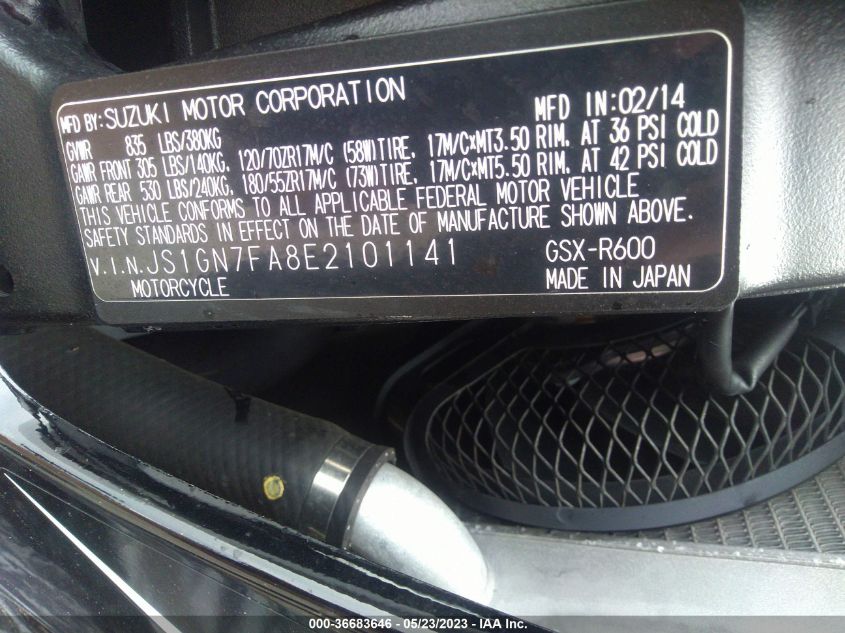 MFD BY:SUZUKI MOTOR CORPORATION MFD IN:02/14
GVWR 835 LBS/380KG
GAWR FRONT 305 LBS/140KG, 120/70ZR17M/C (58W)TIRE, 17M/C×MT3.50 RIM, AT 36 PSI COLD
GAWR REAR 530 LBS/240KG, 180/55ZR17M/C (73W)TIRE, 17M/C×MT5.50 RIM, AT 42 PSI COLD
THIS VEHICLE CONFORMS TO ALL APPLICABLE FEDERAL MOTOR VEHICLE
SAFETY STANDARDS IN EFFECT ON THE DATE OF MANUFACTURE SHOWN ABOVE.
V.I.N.JS1GN7FA8E2101141 GSX-R600
MOTORCYCLE MADE IN JAPAN
000-36683646 - 05/23/2023 - IAA Inc.